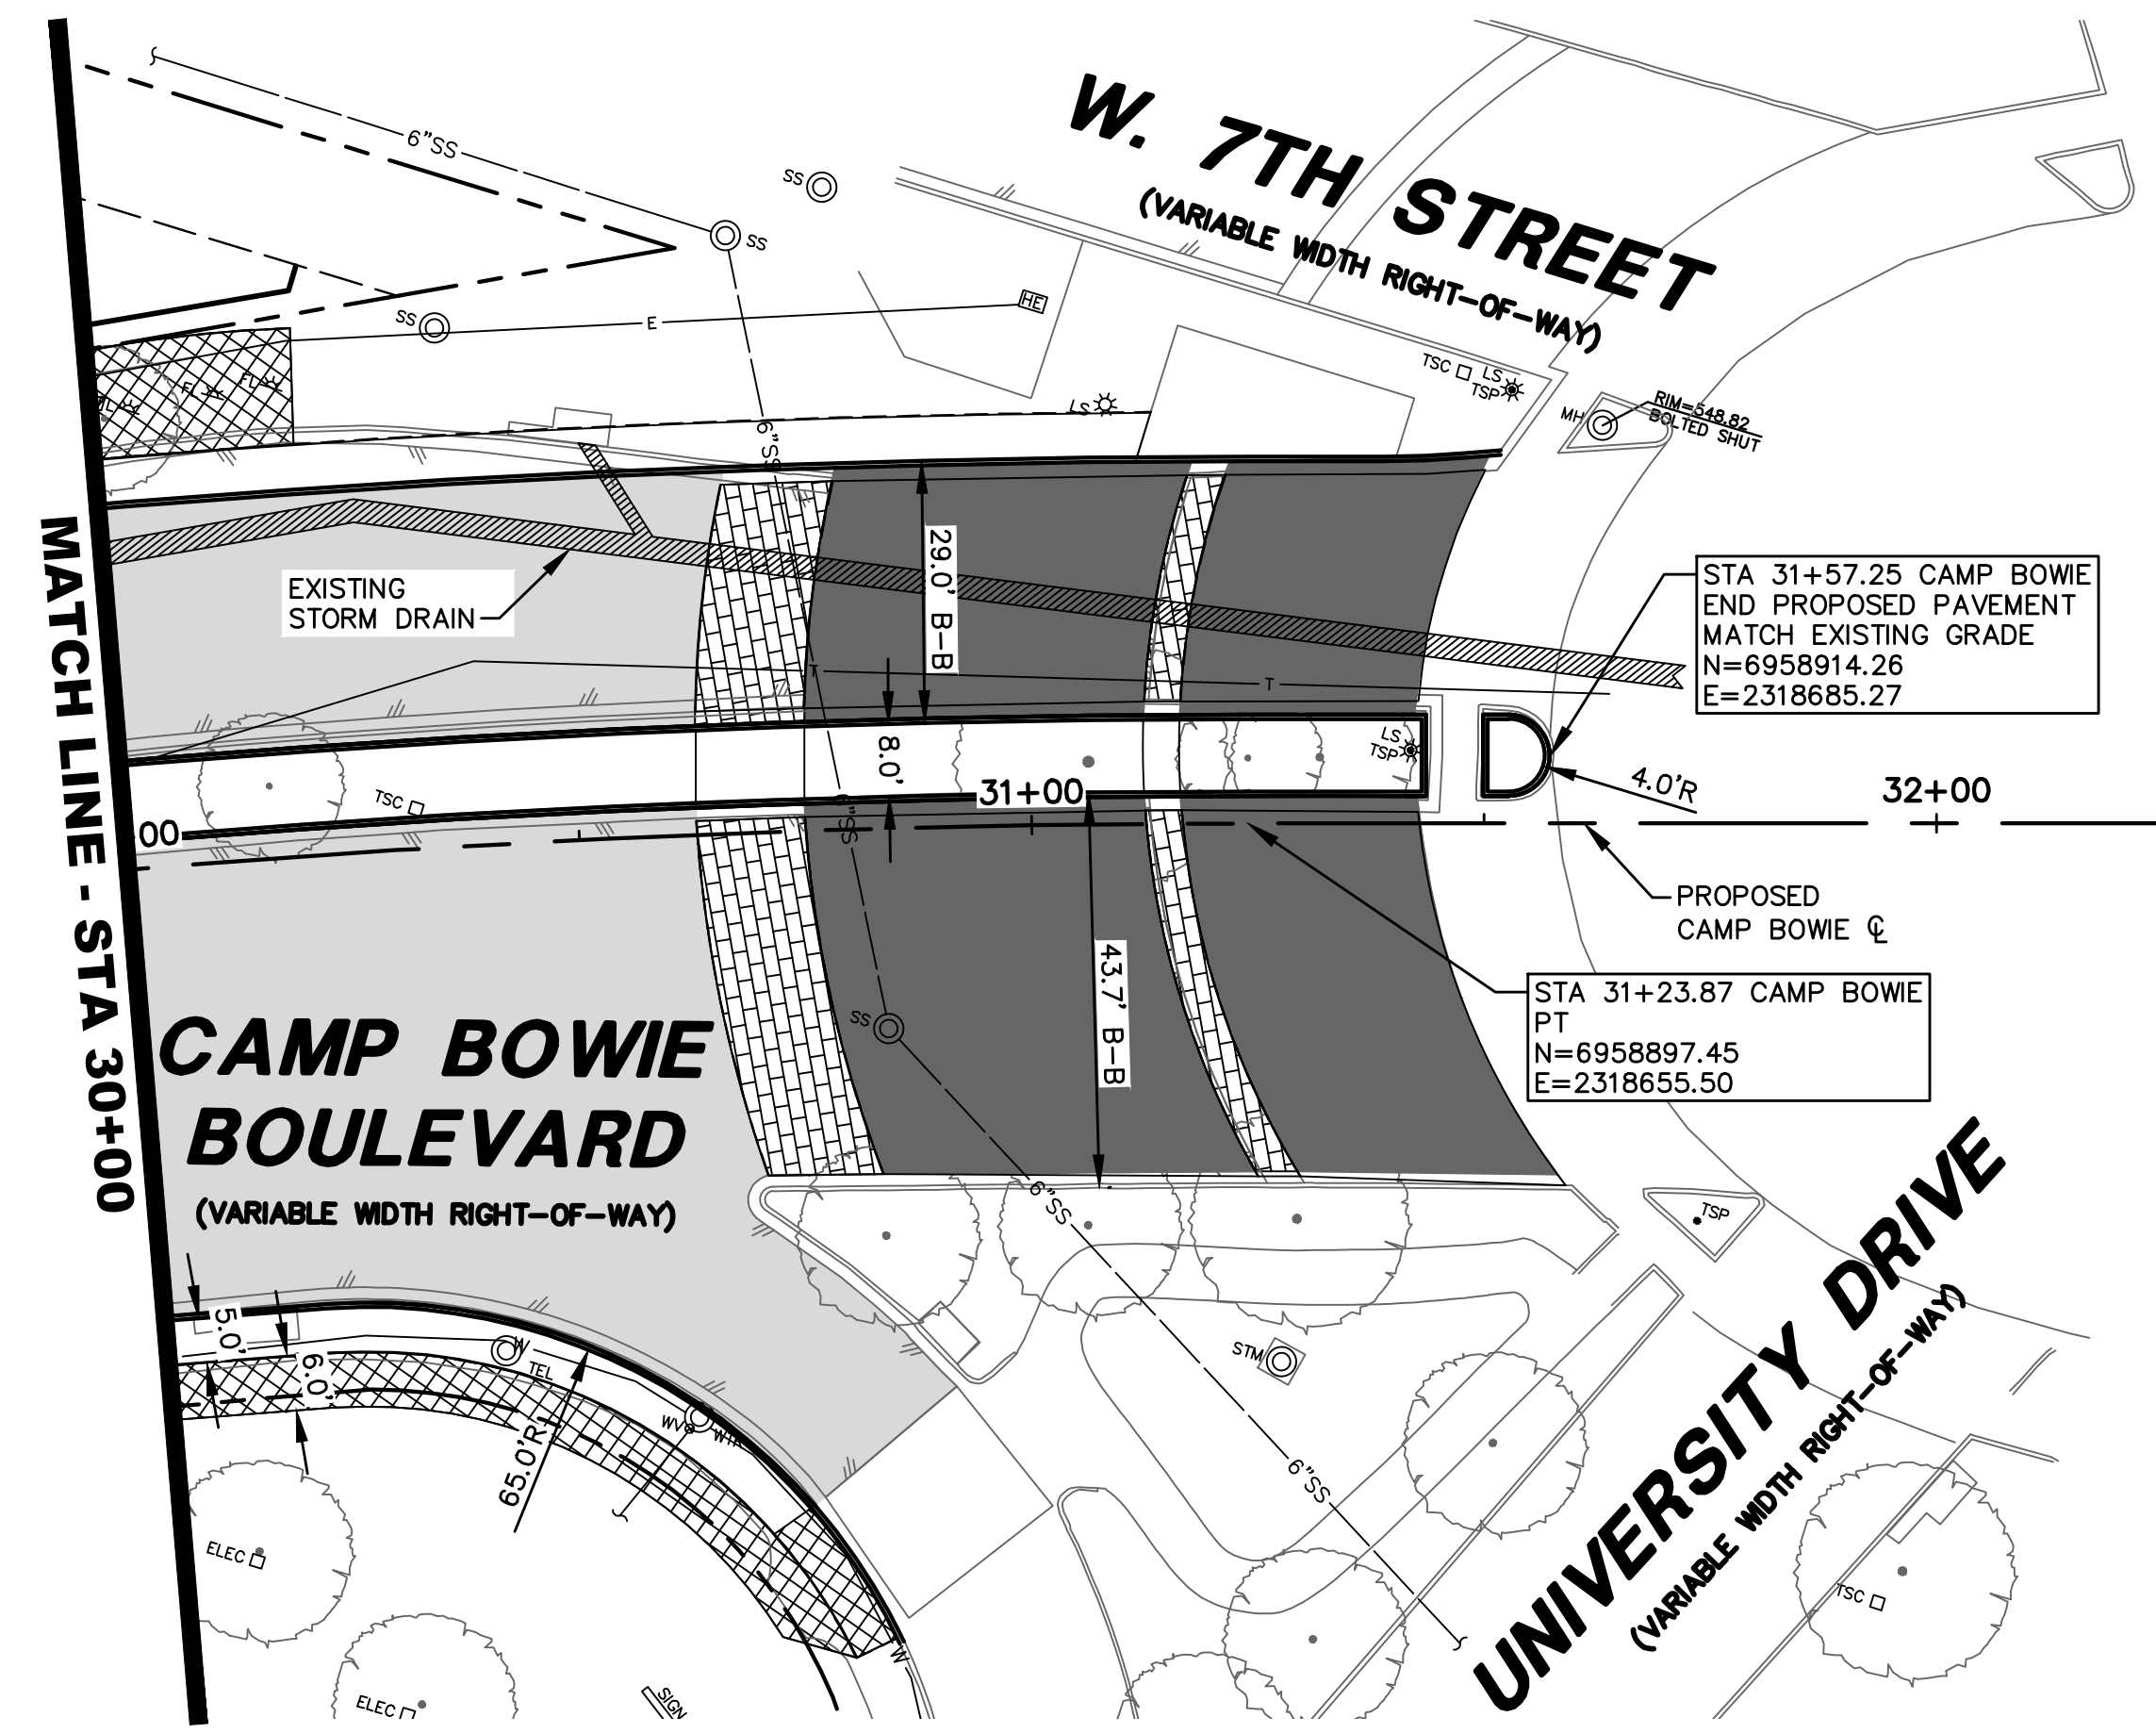 W. 7TH STREET
(VARIABLE WIDTH RIGHT-OF-WAY)
6"SS
SS
SS
HE
E
SS
TSC
LS
TSP
FL
FL
LS
MH
RIM=548.82
BOLTED SHUT
6"SS
MATCH LINE - STA 30+00
EXISTING
STORM DRAIN
29.0' B-B
STA 31+57.25 CAMP BOWIE
END PROPOSED PAVEMENT
MATCH EXISTING GRADE
N=6958914.26
E=2318685.27
T
T
8.0'
LS
TSP
TSC
31+00
4.0'R
32+00
00
6"SS
PROPOSED
CAMP BOWIE ℄
43.7' B-B
STA 31+23.87 CAMP BOWIE
PT
N=6958897.45
E=2318655.50
SS
CAMP BOWIE
BOULEVARD
(VARIABLE WIDTH RIGHT-OF-WAY)
6"SS
TSP
5.0'
6.0'
W
TEL
STM
WV
WTR
65.0'R
UNIVERSITY DRIVE
(VARIABLE WIDTH RIGHT-OF-WAY)
6"SS
ELEC
TSC
W
ELEC
SIGN